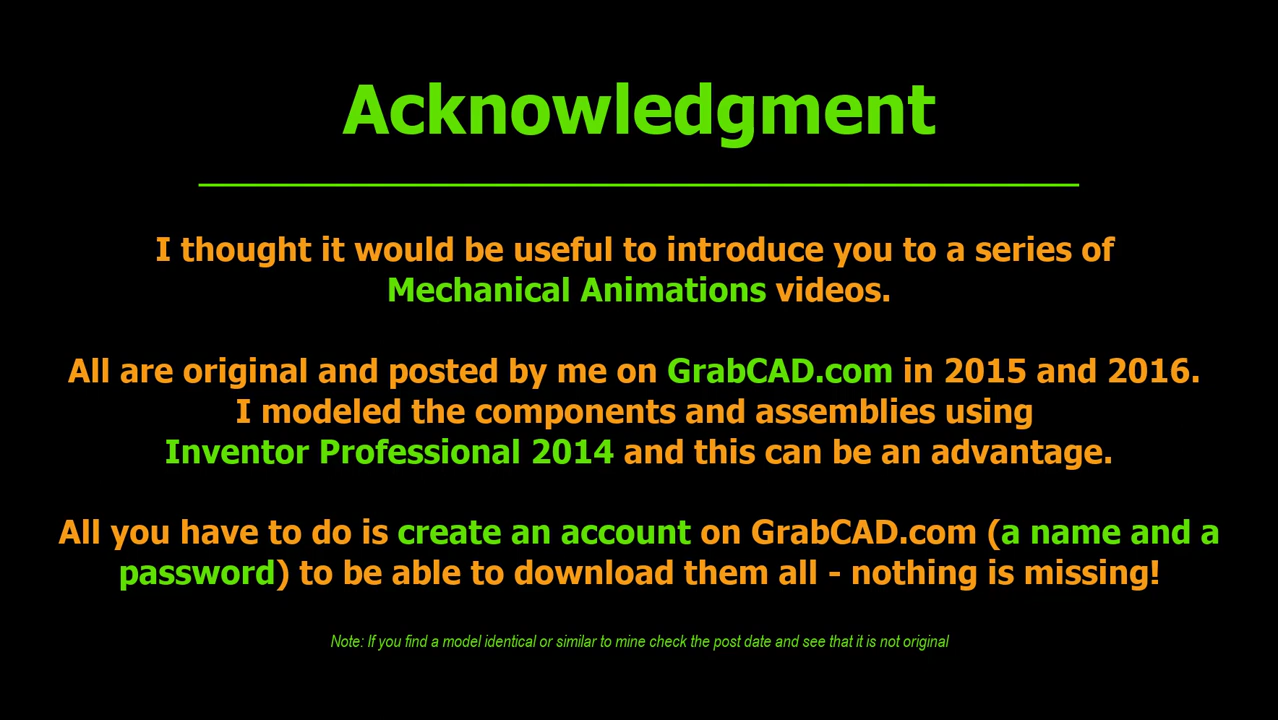 Acknowledgment
I thought it would be useful to introduce you to a series of
Mechanical Animations videos.
All are original and posted by me on GrabCAD.com in 2015 and 2016.
I modeled the components and assemblies using
Inventor Professional 2014 and this can be an advantage.
All you have to do is create an account on GrabCAD.com (a name and a
password) to be able to download them all - nothing is missing!
Note: If you find a model identical or similar to mine check the post date and see that it is not original